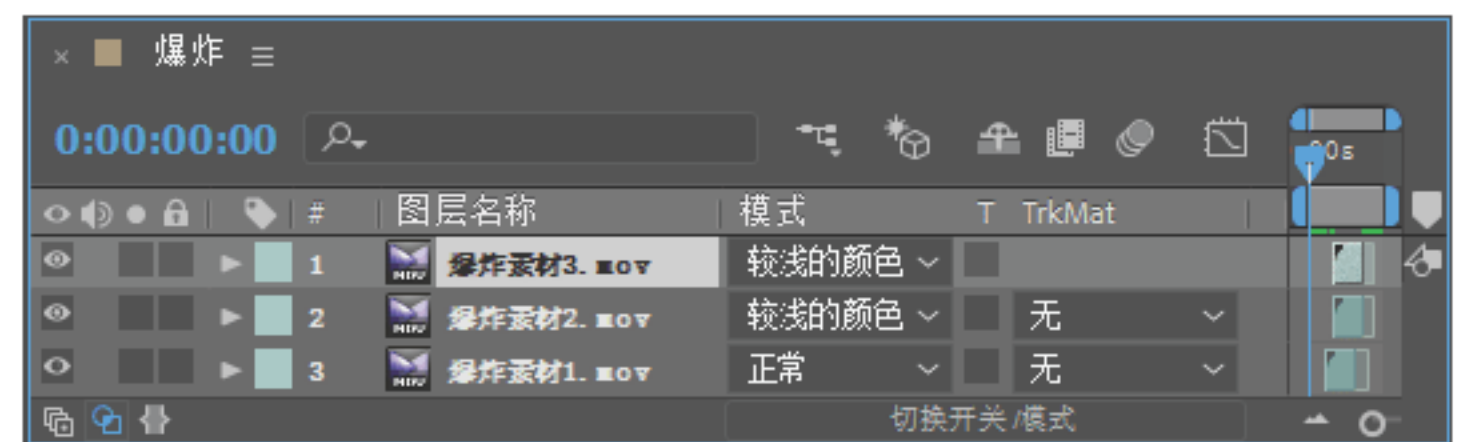 爆炸
0:00:00:00
00s
# 图层名称 模式 T TrkMat
1 爆炸素材3.mov 较浅的颜色
2 爆炸素材2.mov 较浅的颜色 无
3 爆炸素材1.mov 正常 无
切换开关/模式